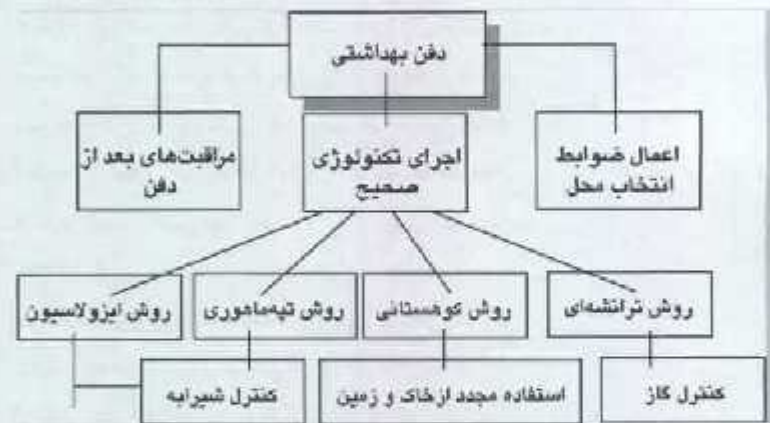 دفن بهداشتی
اعمال ضوابط
انتخاب محل
اجرای تکنولوژی
صحیح
مراقبت‌های بعد از
دفن
روش ترانشه‌ای
روش کوهستانی
روش تپه‌ماهوری
روش ایزولاسیون
کنترل گاز
استفاده مجدد از خاک و زمین
کنترل شیرابه